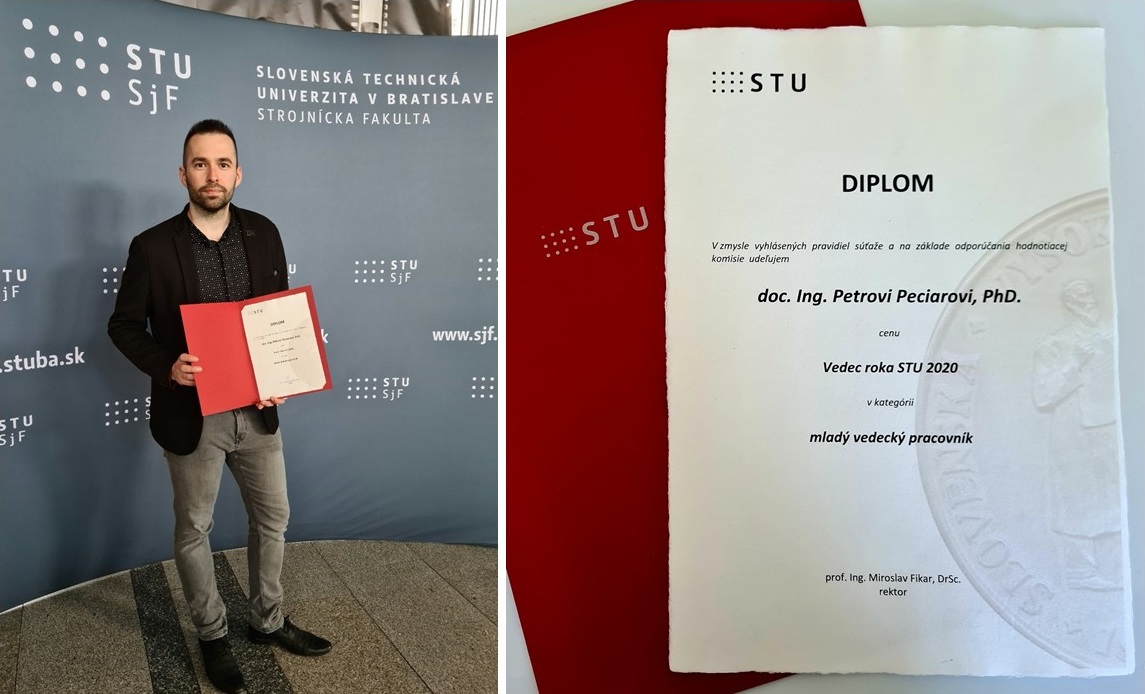 STU
SjF
SLOVENSKÁ TECHNICKÁ
UNIVERZITA V BRATISLAVE
STROJNÍCKA FAKULTA
STU
SjF
STU
SjF
.stuba.sk
www.sjf.
STU
SjF
STU
SjF
STU
DIPLOM
STU
STU
DIPLOM
V zmysle vyhlásených pravidiel súťaže a na základe odporúčania hodnotiacej
komisie udeľujem
doc. Ing. Petrovi Peciarovi, PhD.
cenu
Vedec roka STU 2020
v kategórii
mladý vedecký pracovník
prof. Ing. Miroslav Fikar, DrSc.
rektor